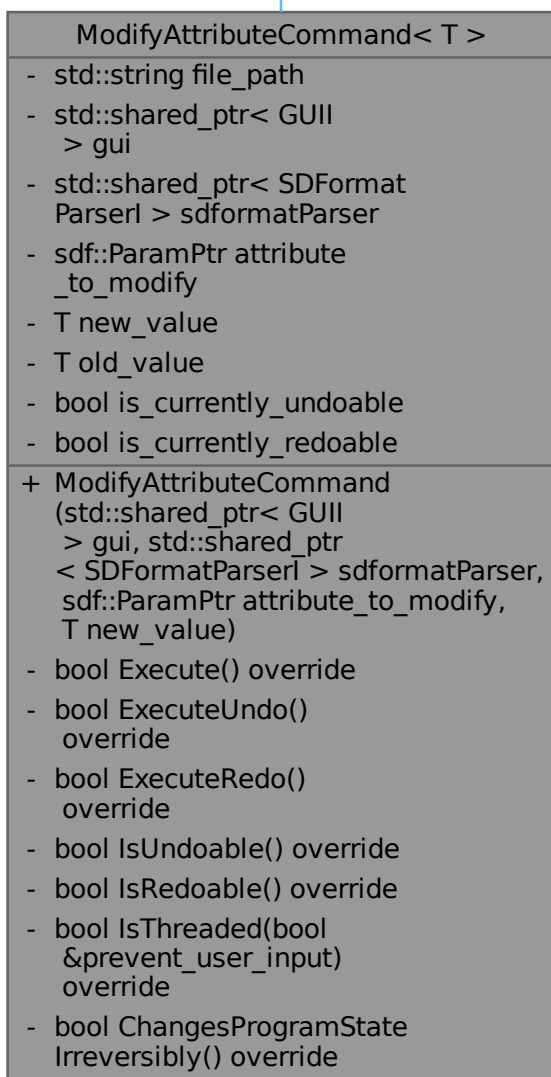 ModifyAttributeCommand< T >
- std::string file_path
- std::shared_ptr< GUII
> gui
- std::shared_ptr< SDFormat
ParserI > sdformatParser
- sdf::ParamPtr attribute
_to_modify
- T new_value
- T old_value
- bool is_currently_undoable
- bool is_currently_redoable
+ ModifyAttributeCommand
(std::shared_ptr< GUII
> gui, std::shared_ptr
< SDFormatParserI > sdformatParser,
sdf::ParamPtr attribute_to_modify,
T new_value)
- bool Execute() override
- bool ExecuteUndo()
override
- bool ExecuteRedo()
override
- bool IsUndoable() override
- bool IsRedoable() override
- bool IsThreaded(bool
&prevent_user_input)
override
- bool ChangesProgramState
Irreversibly() override